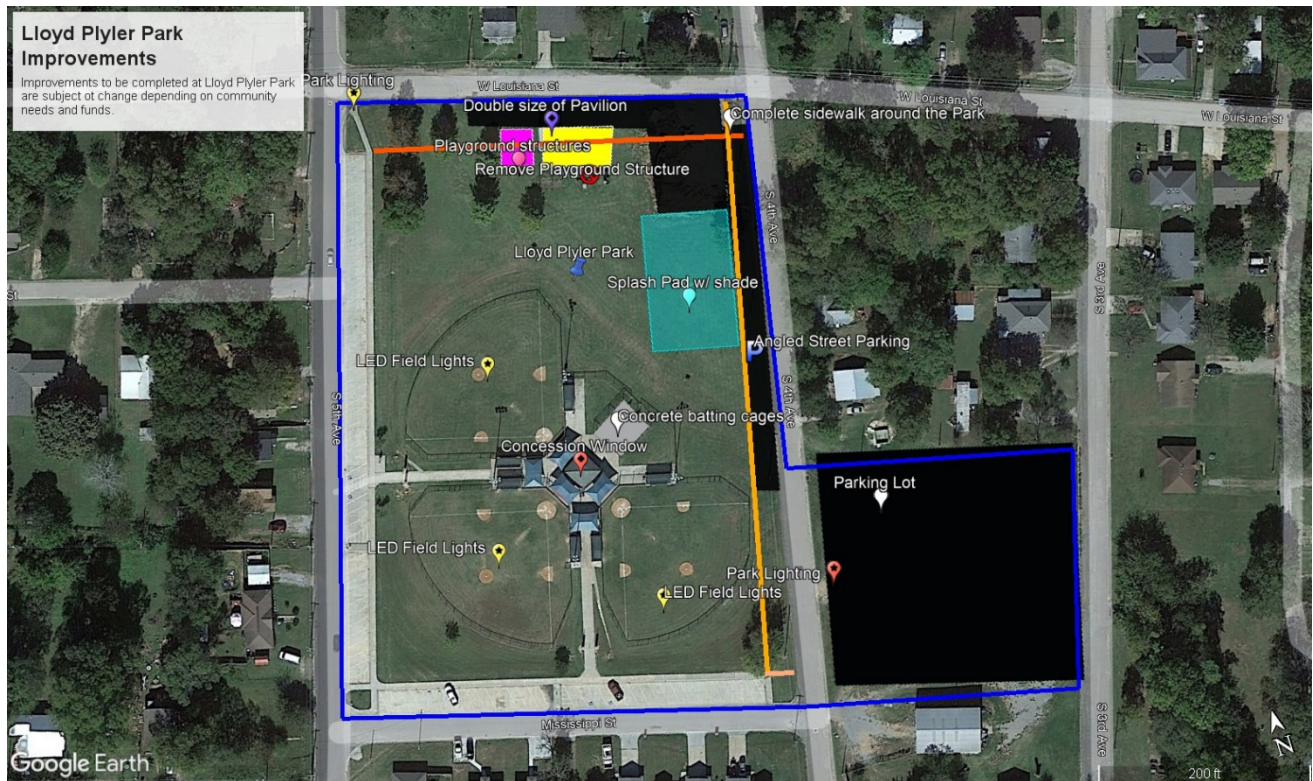 Lloyd Plyler Park
Improvements
Improvements to be completed at Lloyd Plyler Park
are subject ot change depending on community
needs and funds.
Park Lighting
W Louisiana St
W Louisiana St
Double size of Pavilion
Complete sidewalk around the Park
Playground structures
Remove Playground Structure
S 4th Ave
Lloyd Plyler Park
Splash Pad w/ shade
St
S 3rd Ave
Angled Street Parking
LED Field Lights
S 5th Ave
S 4th Ave
Concrete batting cages
Concession Window
Parking Lot
LED Field Lights
Park Lighting
LED Field Lights
Mississippi St
S 3rd Ave
N
Google Earth
200 ft